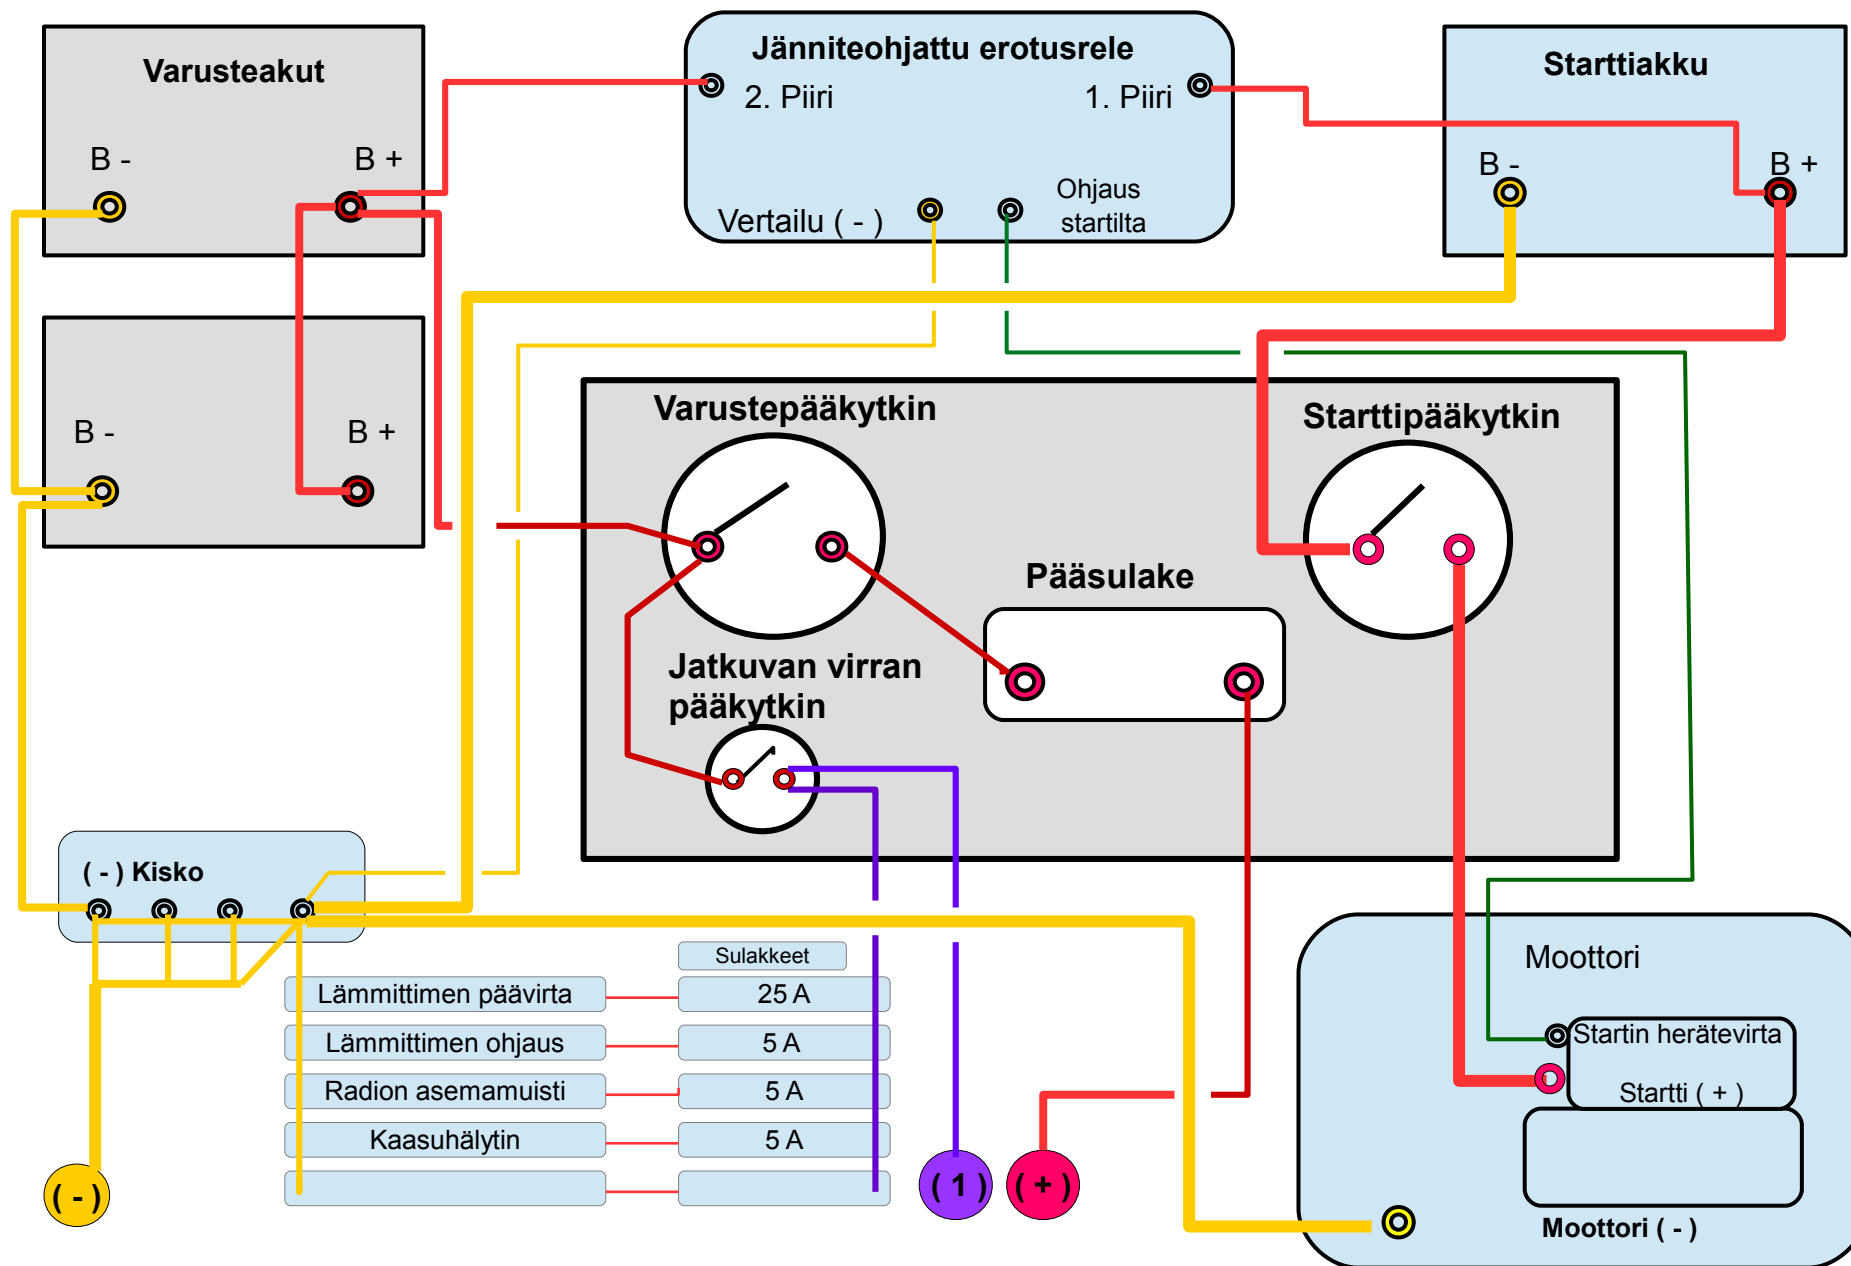 Varusteakut
B -
B +
B -
B +
Jänniteohjattu erotusrele
2. Piiri
1. Piiri
Vertailu ( - )
Ohjaus
startilta
Starttiakku
B -
B +
Varustepääkytkin
Starttipääkytkin
Pääsulake
Jatkuvan virran
pääkytkin
( - ) Kisko
Sulakkeet
Lämmittimen päävirta
25 A
Lämmittimen ohjaus
5 A
Radion asemamuisti
5 A
Kaasuhälytin
5 A
( - )
( 1 )
( + )
Moottori
Startin herätevirta
Startti ( + )
Moottori ( - )